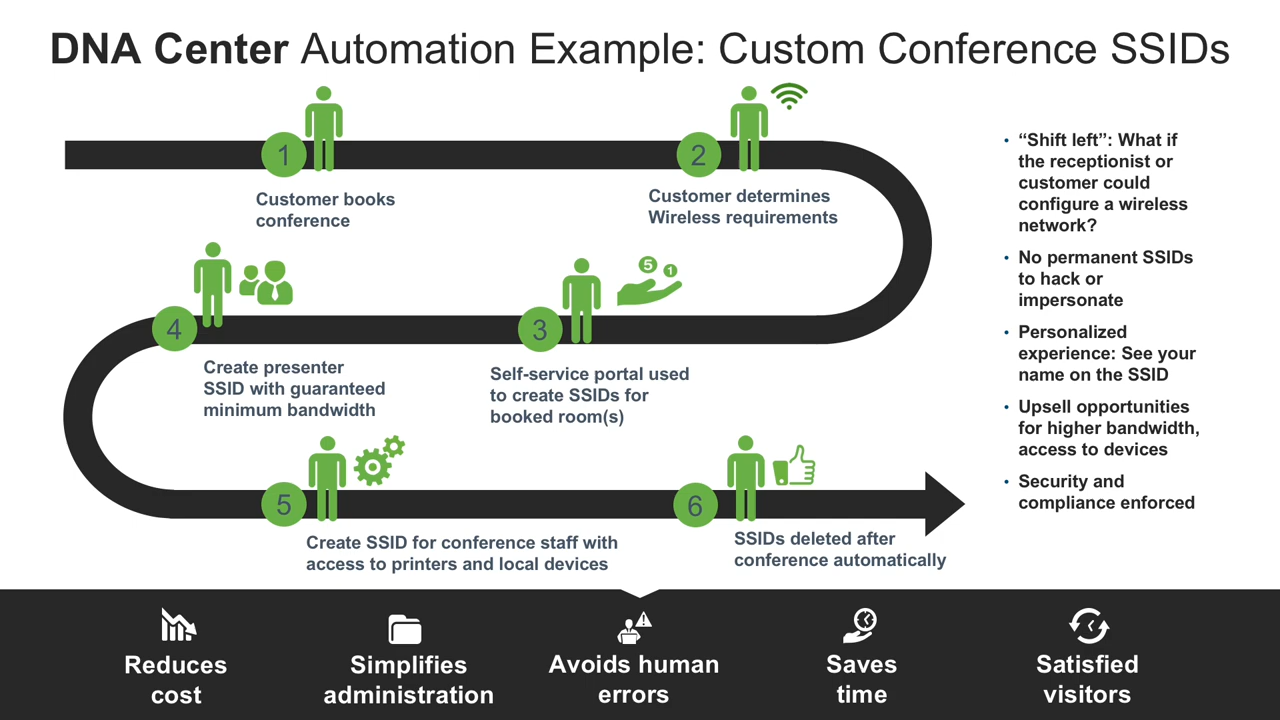 DNA Center Automation Example: Custom Conference SSIDs
1
Customer books
conference
2
Customer determines
Wireless requirements
5 1
3
Self-service portal used
to create SSIDs for
booked room(s)
4
Create presenter
SSID with guaranteed
minimum bandwidth
5
Create SSID for conference staff with
access to printers and local devices
6
SSIDs deleted after
conference automatically
• “Shift left”: What if
the receptionist or
customer could
configure a wireless
network?
• No permanent SSIDs
to hack or
impersonate
• Personalized
experience: See your
name on the SSID
• Upsell opportunities
for higher bandwidth,
access to devices
• Security and
compliance enforced
Reduces
cost
Simplifies
administration
Avoids human
errors
Saves
time
Satisfied
visitors